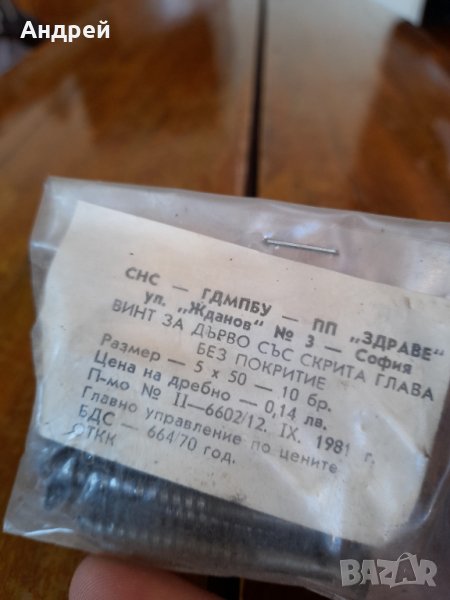 Андрей
СНС — ГДМПБУ — ПП „ЗДРАВЕ"
ул. „Жданов" № 3 — София
ВИНТ ЗА ДЪРВО СЪС СКРИТА ГЛАВА
БЕЗ ПОКРИТИЕ
Размер — 5 x 50 — 10 бр.
Цена на дребно — 0,14 лв.
П-мо № II—6602/12. IX. 1981 г.
Главно управление по цените
БДС — 664/70 год.
ОТКК
BAZAR